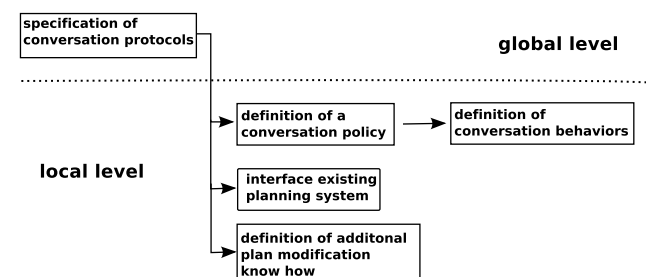 specification of
conversation protocols
global level
definition of a
conversation policy
definition of
conversation behaviors
local level
interface existing
planning system
definition of additonal
plan modification
know how